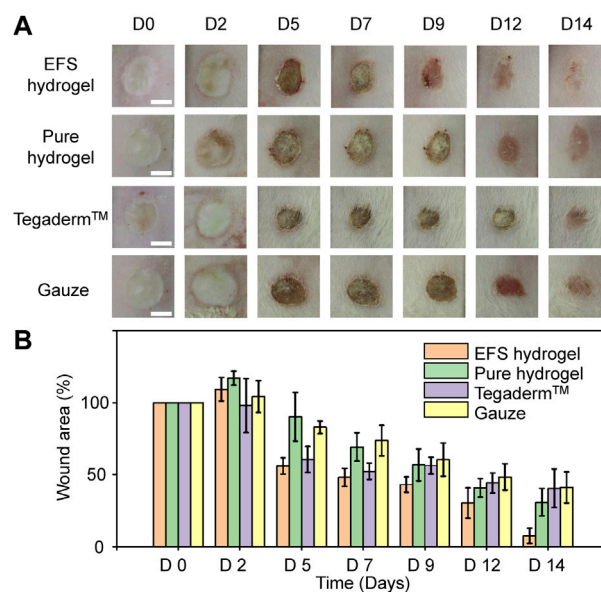 A
D0 D2 D5 D7 D9 D12 D14
EFS
hydrogel
Pure
hydrogel
Tegaderm™
Gauze
B
EFS hydrogel
Pure hydrogel
Tegaderm™
Gauze
Wound area (%)
100
50
0
D 0 D 2 D 5 D 7 D 9 D 12 D 14
Time (Days)